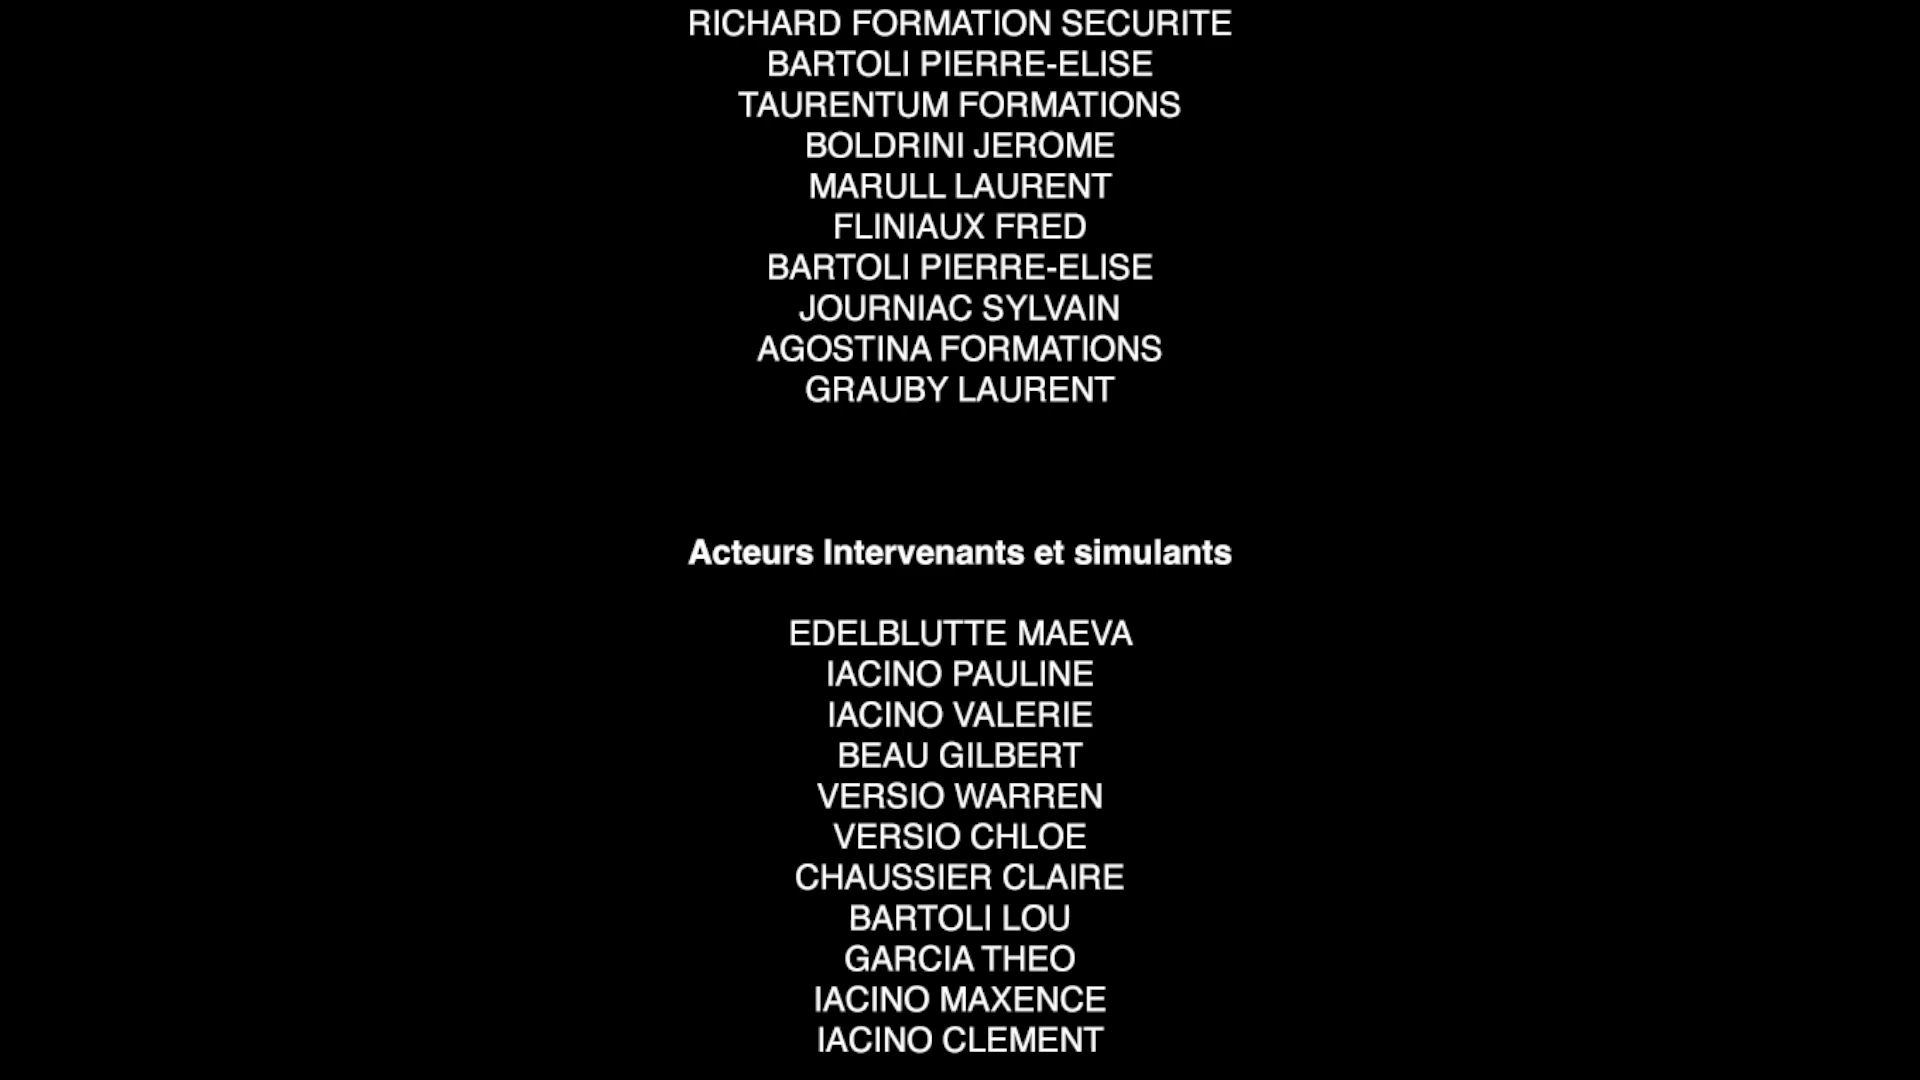 RICHARD FORMATION SECURITE
BARTOLI PIERRE-ELISE
TAURENTUM FORMATIONS
BOLDRINI JEROME
MARULL LAURENT
FLINIAUX FRED
BARTOLI PIERRE-ELISE
JOURNIAC SYLVAIN
AGOSTINA FORMATIONS
GRAUBY LAURENT
Acteurs Intervenants et simulants
EDELBLUTTE MAEVA
IACINO PAULINE
IACINO VALERIE
BEAU GILBERT
VERSIO WARREN
VERSIO CHLOE
CHAUSSIER CLAIRE
BARTOLI LOU
GARCIA THEO
IACINO MAXENCE
IACINO CLEMENT